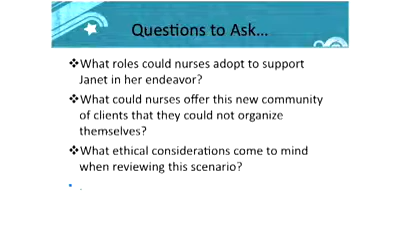 Questions to Ask...
❖What roles could nurses adopt to support
Janet in her endeavor?
❖What could nurses offer this new community
of clients that they could not organize
themselves?
❖What ethical considerations come to mind
when reviewing this scenario?
• .